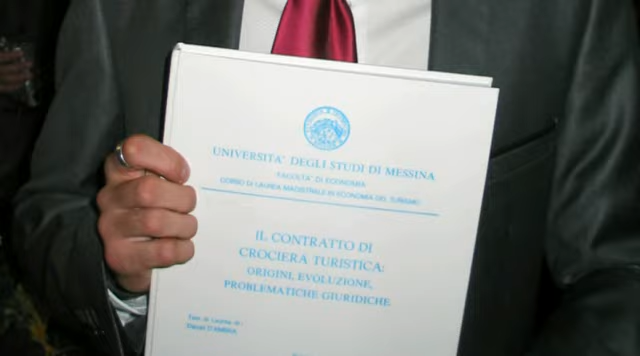 UNIVERSITA' DEGLI STUDI DI MESSINA
FACOLTA' DI ECONOMIA
CORSO DI LAUREA MAGISTRALE IN ECONOMIA DEL TURISMO
IL CONTRATTO DI
CROCIERA TURISTICA:
ORIGINI, EVOLUZIONE,
PROBLEMATICHE GIURIDICHE
Tesi di Laurea di:
D'AMBRA